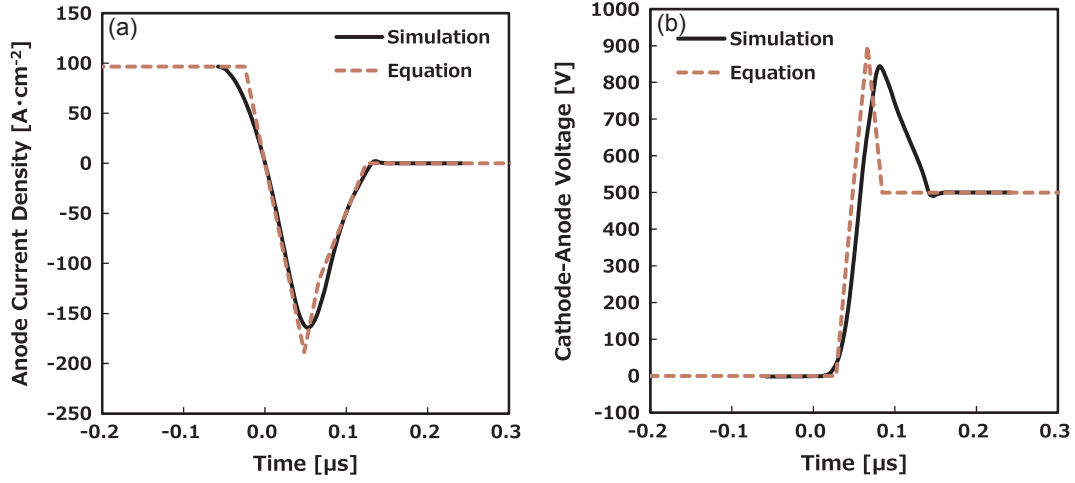 (a)
Simulation
Equation
Anode Current Density [A·cm⁻²]
150
100
50
0
-50
-100
-150
-200
-250
-0.2 -0.1 0.0 0.1 0.2 0.3
Time [μs]
(b)
Simulation
Equation
Cathode-Anode Voltage [V]
1000
900
800
700
600
500
400
300
200
100
0
-100
-0.2 -0.1 0.0 0.1 0.2 0.3
Time [μs]